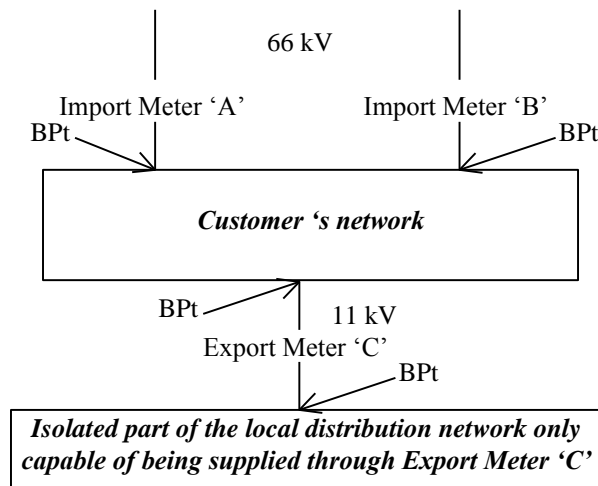 66 kV
Import Meter ‘A’
Import Meter ‘B’
BPt
BPt
Customer ‘s network
BPt
11 kV
Export Meter ‘C’
BPt
Isolated part of the local distribution network only
capable of being supplied through Export Meter ‘C’